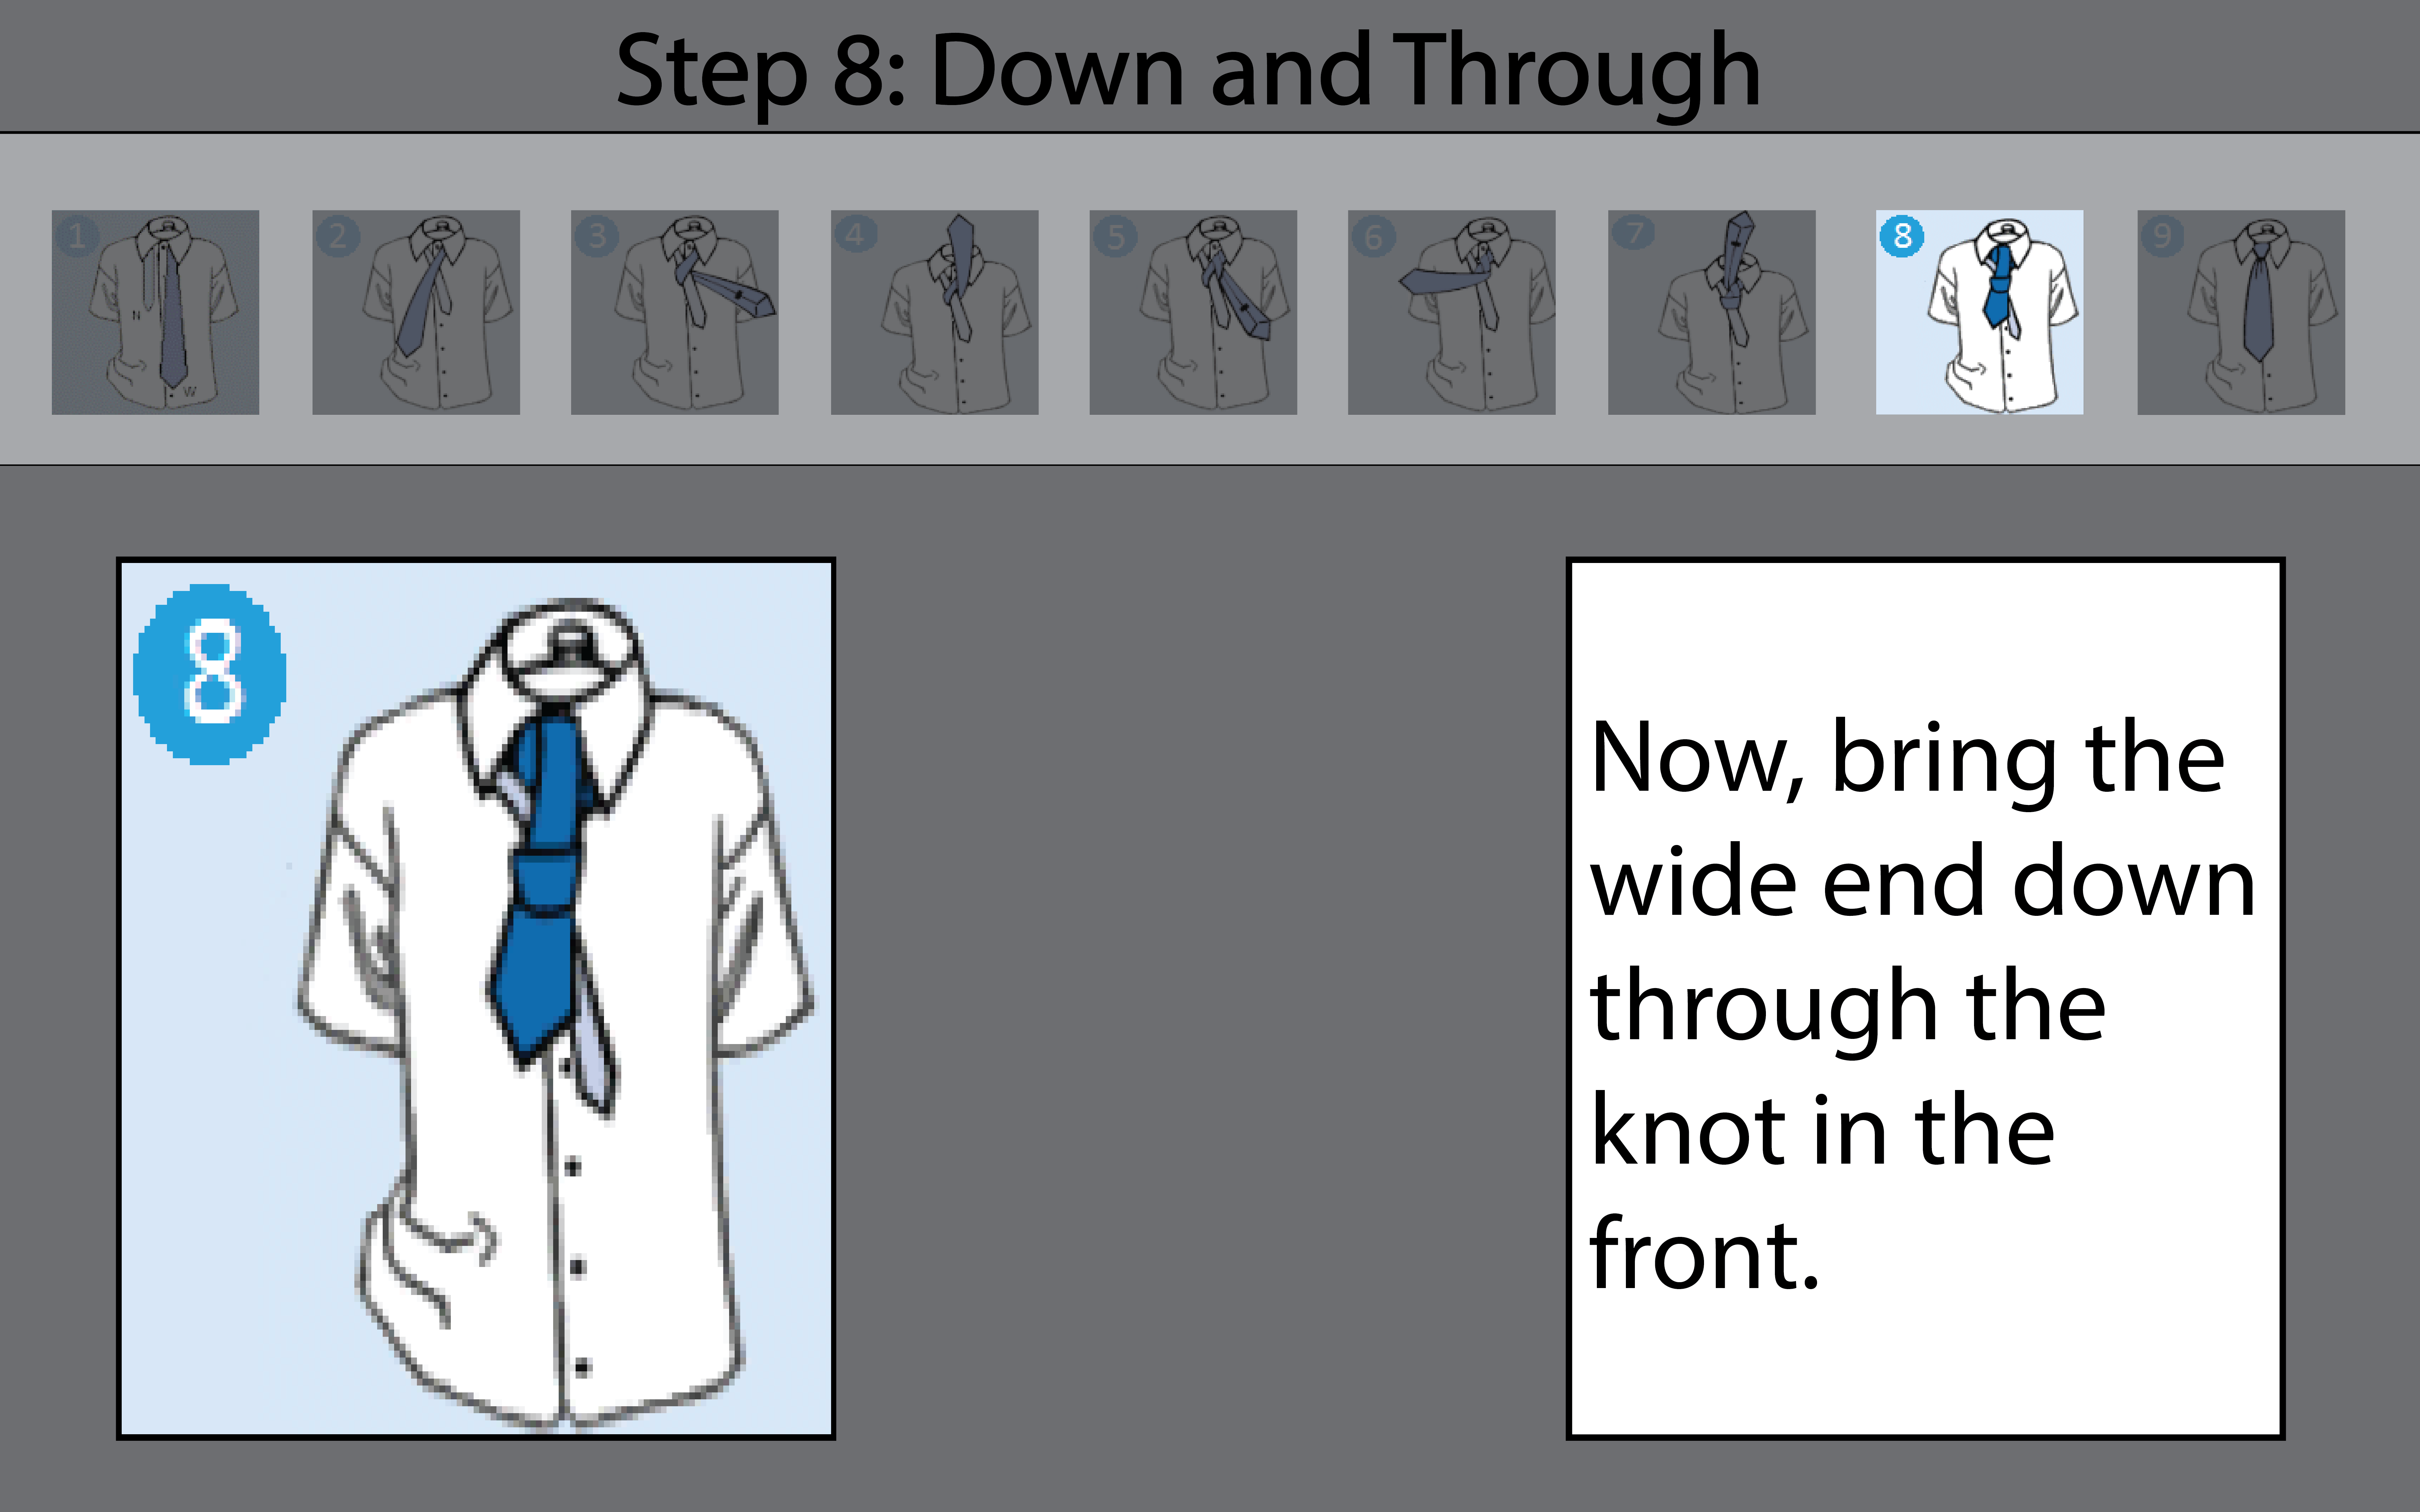 Step 8: Down and Through
1 2 3 4 5 6 7 8 9
N
W
8
Now, bring the
wide end down
through the
knot in the
front.